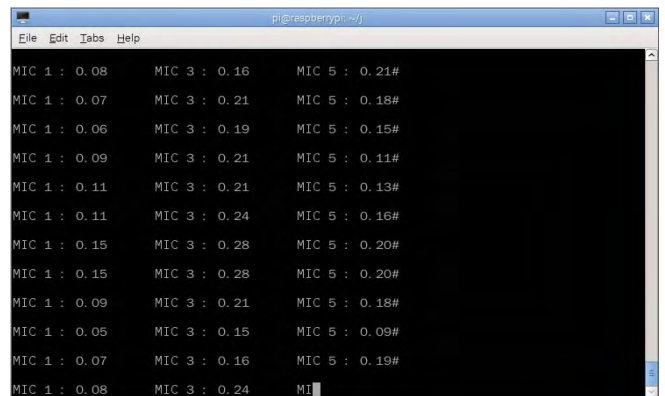 pi@raspberrypi: ~/j
File Edit Tabs Help
MIC 1 : 0.08 MIC 3 : 0.16 MIC 5 : 0.21#
MIC 1 : 0.07 MIC 3 : 0.21 MIC 5 : 0.18#
MIC 1 : 0.06 MIC 3 : 0.19 MIC 5 : 0.15#
MIC 1 : 0.09 MIC 3 : 0.21 MIC 5 : 0.11#
MIC 1 : 0.11 MIC 3 : 0.21 MIC 5 : 0.13#
MIC 1 : 0.11 MIC 3 : 0.24 MIC 5 : 0.16#
MIC 1 : 0.15 MIC 3 : 0.28 MIC 5 : 0.20#
MIC 1 : 0.15 MIC 3 : 0.28 MIC 5 : 0.20#
MIC 1 : 0.09 MIC 3 : 0.21 MIC 5 : 0.18#
MIC 1 : 0.05 MIC 3 : 0.15 MIC 5 : 0.09#
MIC 1 : 0.07 MIC 3 : 0.16 MIC 5 : 0.19#
MIC 1 : 0.08 MIC 3 : 0.24 MI